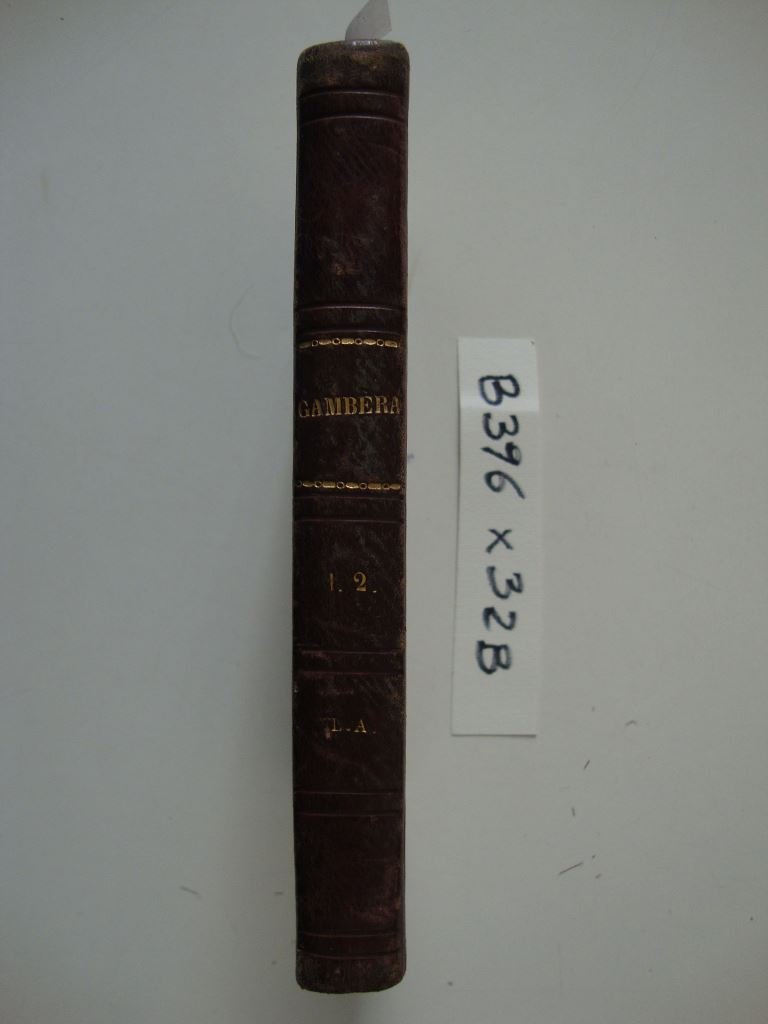 GAMBERA
1. 2.
L. A.
B396 x 32B